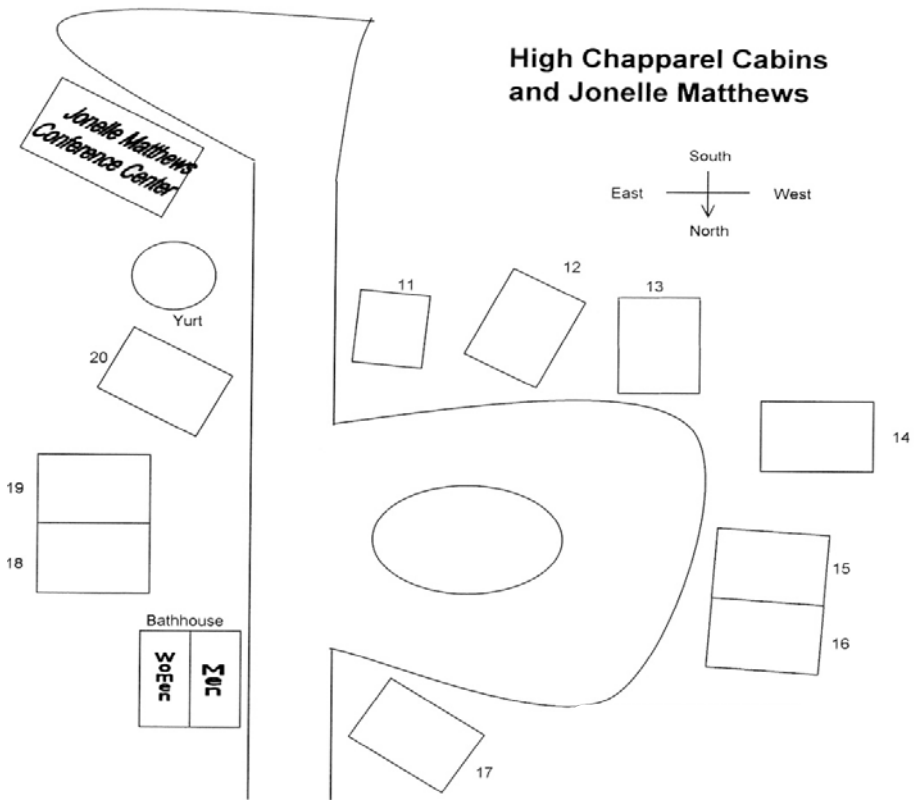 High Chapparel Cabins
and Jonelle Matthews
South
East
West
North
Jonelle Matthews
Conference Center
Yurt
11
12
13
14
15
16
17
20
19
18
Bathhouse
Women
Men